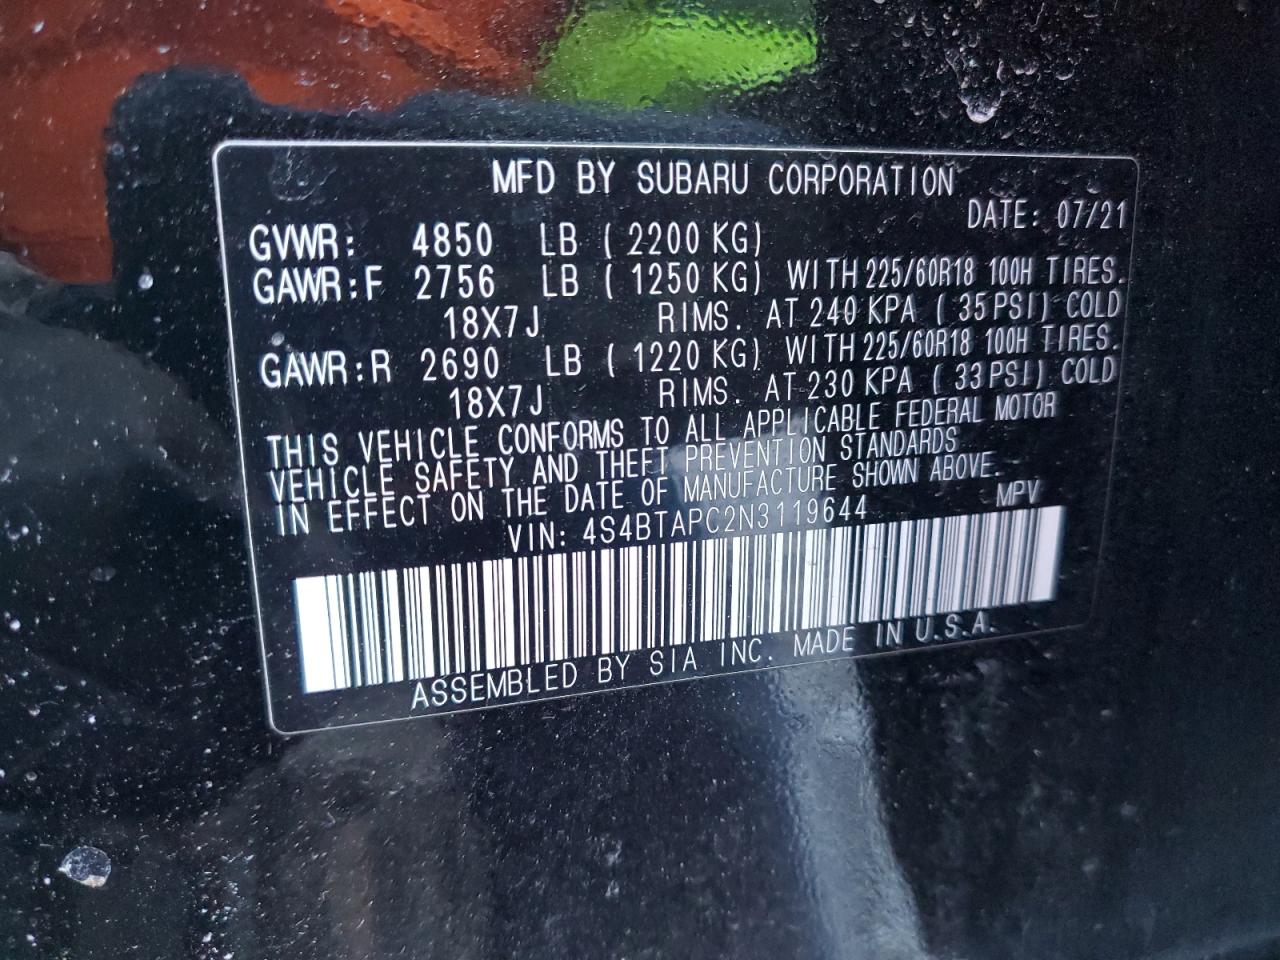 MFD BY SUBARU CORPORATION
DATE: 07/21
GVWR: 4850 LB (2200 KG)
GAWR:F 2756 LB (1250 KG) WITH 225/60R18 100H TIRES.
18X7J RIMS. AT 240 KPA (35 PSI) COLD
GAWR:R 2690 LB (1220 KG) WITH 225/60R18 100H TIRES.
18X7J RIMS. AT 230 KPA (33 PSI) COLD
THIS VEHICLE CONFORMS TO ALL APPLICABLE FEDERAL MOTOR
VEHICLE SAFETY AND THEFT PREVENTION STANDARDS
IN EFFECT ON THE DATE OF MANUFACTURE SHOWN ABOVE.
VIN: 4S4BTAPC2N3119644 MPV
ASSEMBLED BY SIA INC. MADE IN U.S.A.